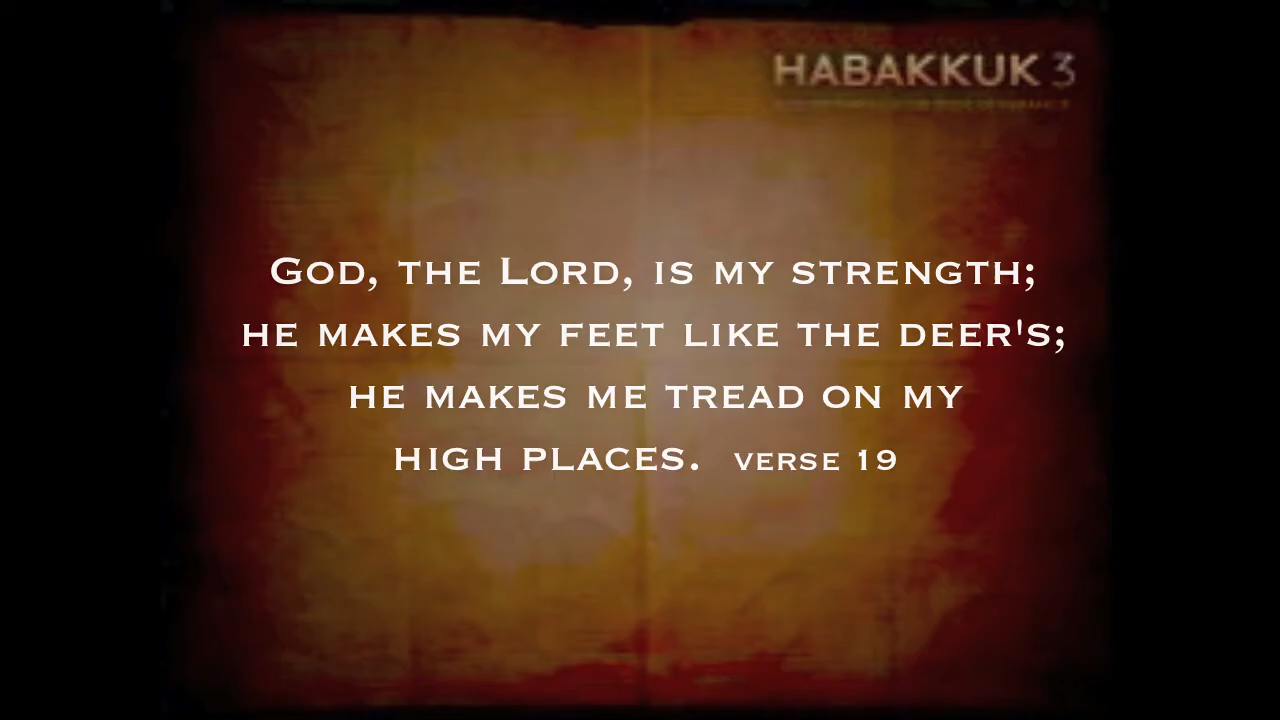 HABAKKUK 3
GOD, THE LORD, IS MY STRENGTH;
HE MAKES MY FEET LIKE THE DEER'S;
HE MAKES ME TREAD ON MY
HIGH PLACES. VERSE 19